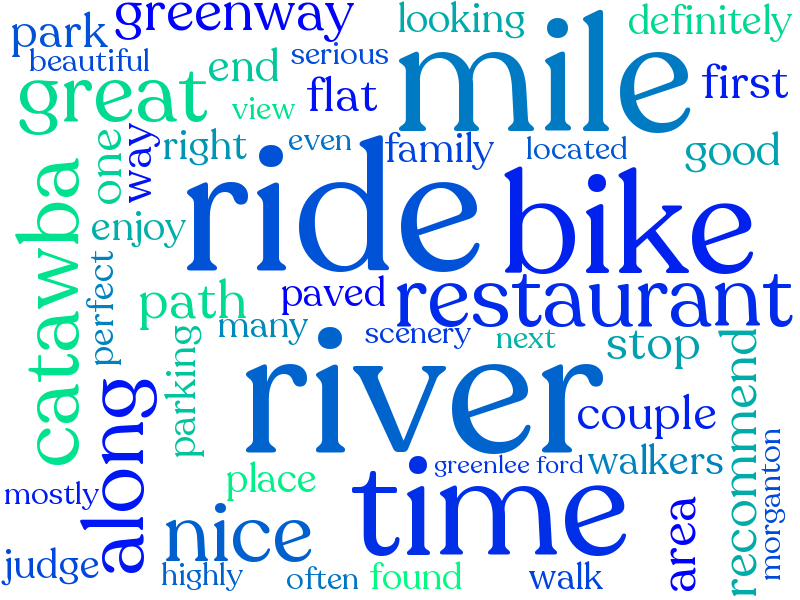 greenway
looking
definitely
park
beautiful
serious
end
mile
great
view
flat
first
one
way
right
even
family
located
good
catawba
ride
bike
enjoy
perfect
path
paved
restaurant
many
scenery
next
stop
parking
river
recommend
along
couple
greenlee ford
walkers
morganton
place
time
mostly
nice
area
judge
highly
often
found
walk